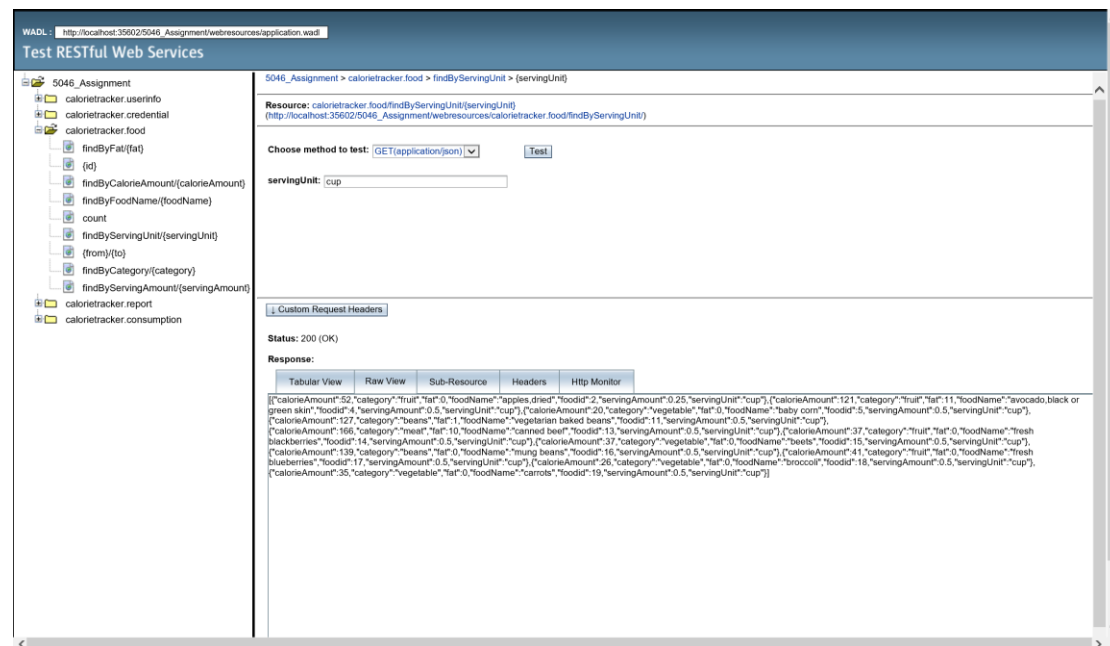 WADL : http://localhost:35602/5046_Assignment/webresources/application.wadl
Test RESTful Web Services
5046_Assignment
calorietracker.userinfo
calorietracker.credential
calorietracker.food
findByFat/{fat}
{id}
findByCalorieAmount/{calorieAmount}
findByFoodName/{foodName}
count
findByServingUnit/{servingUnit}
{from}/{to}
findByCategory/{category}
findByServingAmount/{servingAmount}
calorietracker.report
calorietracker.consumption
5046_Assignment > calorietracker.food > findByServingUnit > {servingUnit}
Resource: calorietracker.food/findByServingUnit/{servingUnit}
(http://localhost:35602/5046_Assignment/webresources/calorietracker.food/findByServingUnit/)
Choose method to test: GET(application/json) Test
servingUnit: cup
↓ Custom Request Headers
Status: 200 (OK)
Response:
Tabular View Raw View Sub-Resource Headers Http Monitor
[{"calorieAmount":52,"category":"fruit","fat":0,"foodName":"apples,dried","foodid":2,"servingAmount":0.25,"servingUnit":"cup"},{"calorieAmount":121,"category":"fruit","fat":11,"foodName":"avocado,black or
green skin","foodid":4,"servingAmount":0.5,"servingUnit":"cup"},{"calorieAmount":20,"category":"vegetable","fat":0,"foodName":"baby corn","foodid":5,"servingAmount":0.5,"servingUnit":"cup"},
{"calorieAmount":127,"category":"beans","fat":1,"foodName":"vegetarian baked beans","foodid":11,"servingAmount":0.5,"servingUnit":"cup"},
{"calorieAmount":166,"category":"meat","fat":10,"foodName":"canned beef","foodid":13,"servingAmount":0.5,"servingUnit":"cup"},{"calorieAmount":37,"category":"fruit","fat":0,"foodName":"fresh
blackberries","foodid":14,"servingAmount":0.5,"servingUnit":"cup"},{"calorieAmount":37,"category":"vegetable","fat":0,"foodName":"beets","foodid":15,"servingAmount":0.5,"servingUnit":"cup"},
{"calorieAmount":139,"category":"beans","fat":0,"foodName":"mung beans","foodid":16,"servingAmount":0.5,"servingUnit":"cup"},{"calorieAmount":41,"category":"fruit","fat":0,"foodName":"fresh
blueberries","foodid":17,"servingAmount":0.5,"servingUnit":"cup"},{"calorieAmount":26,"category":"vegetable","fat":0,"foodName":"broccoli","foodid":18,"servingAmount":0.5,"servingUnit":"cup"},
{"calorieAmount":35,"category":"vegetable","fat":0,"foodName":"carrots","foodid":19,"servingAmount":0.5,"servingUnit":"cup"}]